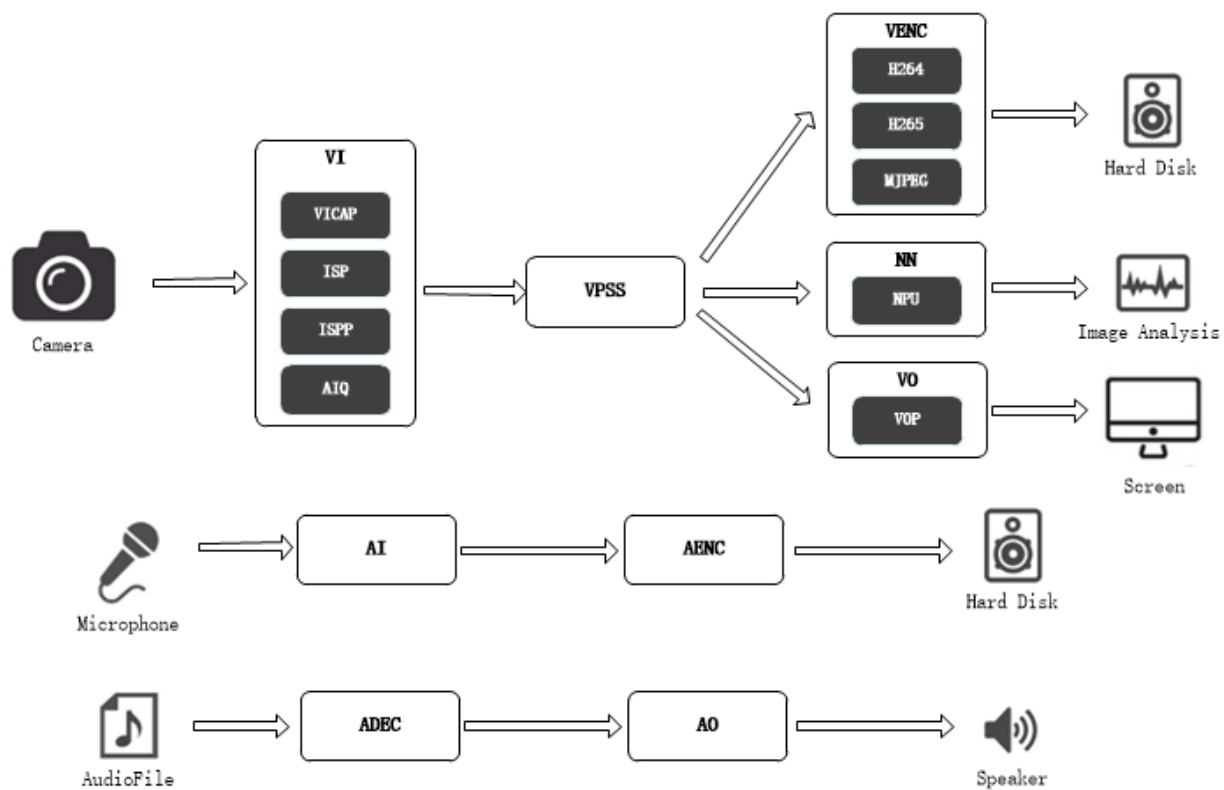 VENC
H264
H265
MJPEG
Hard Disk
VI
VICAP
ISP
ISPP
AIQ
Camera
VPSS
NN
NPU
Image Analysis
VO
VOP
Screen
Microphone
AI
AENC
Hard Disk
AudioFile
ADEC
AO
Speaker